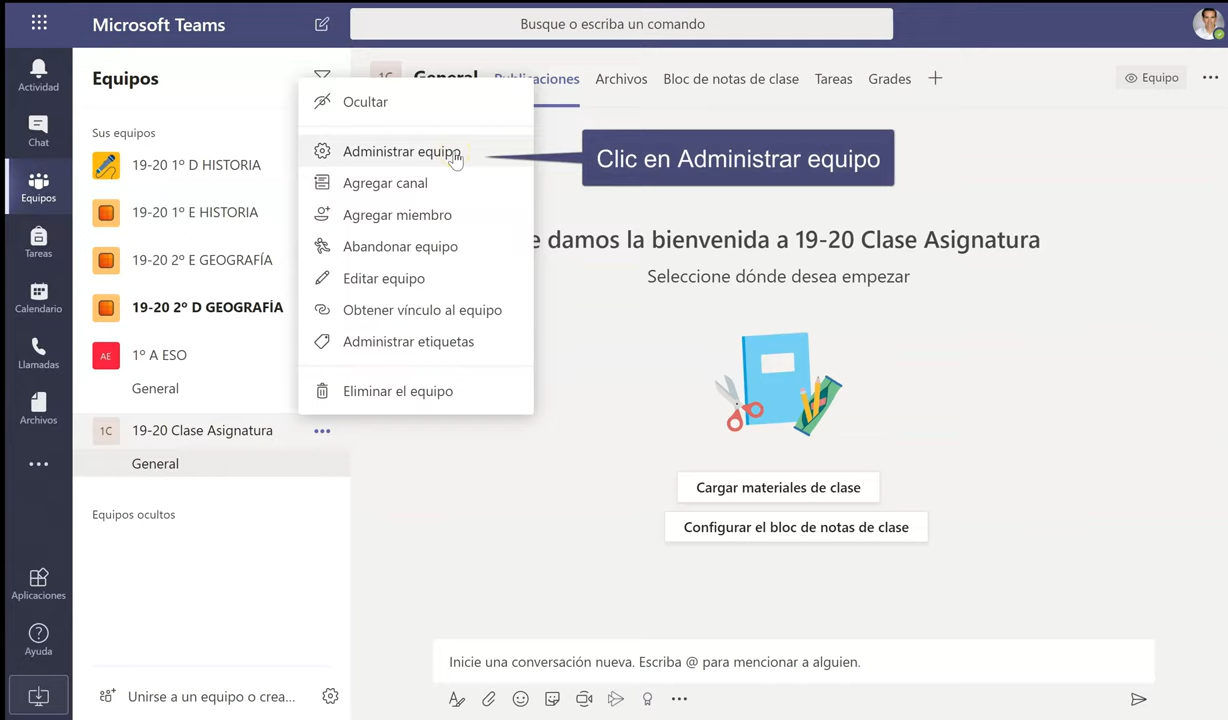 Microsoft Teams
Busque o escriba un comando
Actividad
Chat
Equipos
Tareas
Calendario
Llamadas
Archivos
Aplicaciones
Ayuda
Equipos
Sus equipos
19-20 1º D HISTORIA
19-20 1º E HISTORIA
19-20 2º E GEOGRAFÍA
19-20 2º D GEOGRAFÍA
AE 1º A ESO
General
1C 19-20 Clase Asignatura
General
Equipos ocultos
Unirse a un equipo o crea...
Ocultar
Administrar equipo
Agregar canal
Agregar miembro
Abandonar equipo
Editar equipo
Obtener vínculo al equipo
Administrar etiquetas
Eliminar el equipo
1C General Publicaciones Archivos Bloc de notas de clase Tareas Grades Equipo
Clic en Administrar equipo
e damos la bienvenida a 19-20 Clase Asignatura
Seleccione dónde desea empezar
Cargar materiales de clase
Configurar el bloc de notas de clase
Inicie una conversación nueva. Escriba @ para mencionar a alguien.